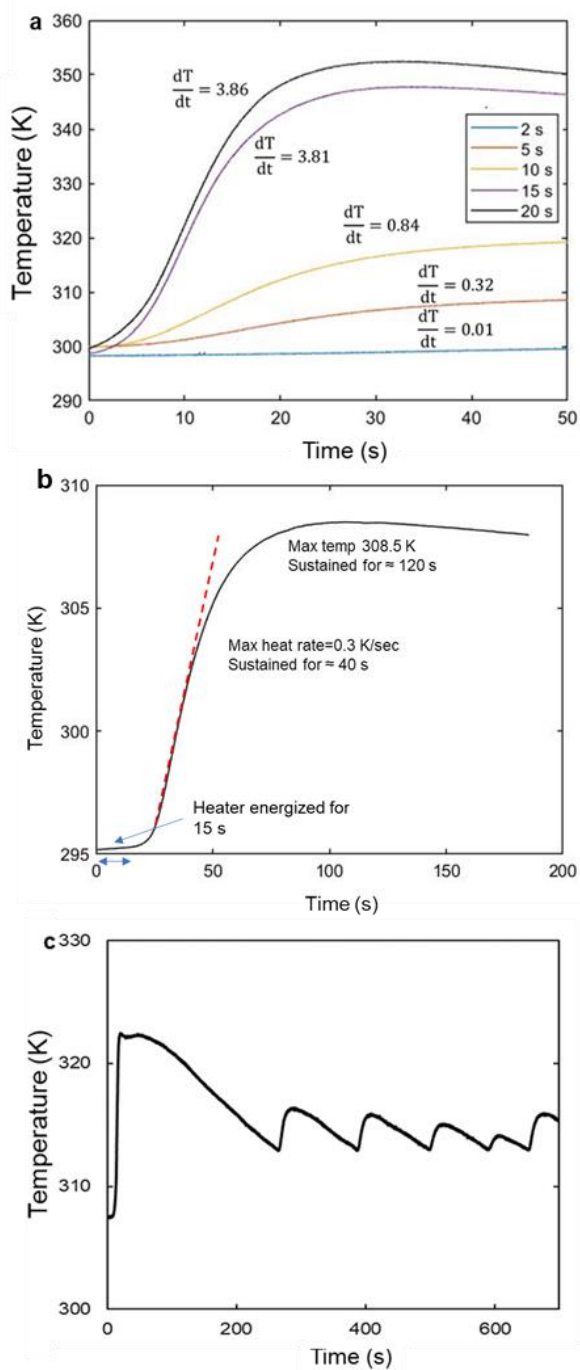 a
360
350
340
330
320
310
300
290
Temperature (K)
dT/dt = 3.86
dT/dt = 3.81
dT/dt = 0.84
dT/dt = 0.32
dT/dt = 0.01
2 s
5 s
10 s
15 s
20 s
0 10 20 30 40 50
Time (s)
b
310
305
300
295
Temperature (K)
Max temp 308.5 K
Sustained for ≈ 120 s
Max heat rate=0.3 K/sec
Sustained for ≈ 40 s
Heater energized for
15 s
0 50 100 150 200
Time (s)
c
330
320
310
300
Temperature (K)
0 200 400 600
Time (s)